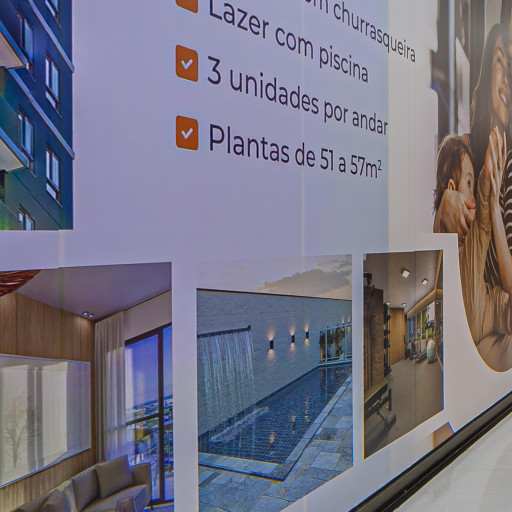 churrasqueira
Lazer com piscina
3 unidades por andar
Plantas de 51 a 57m²